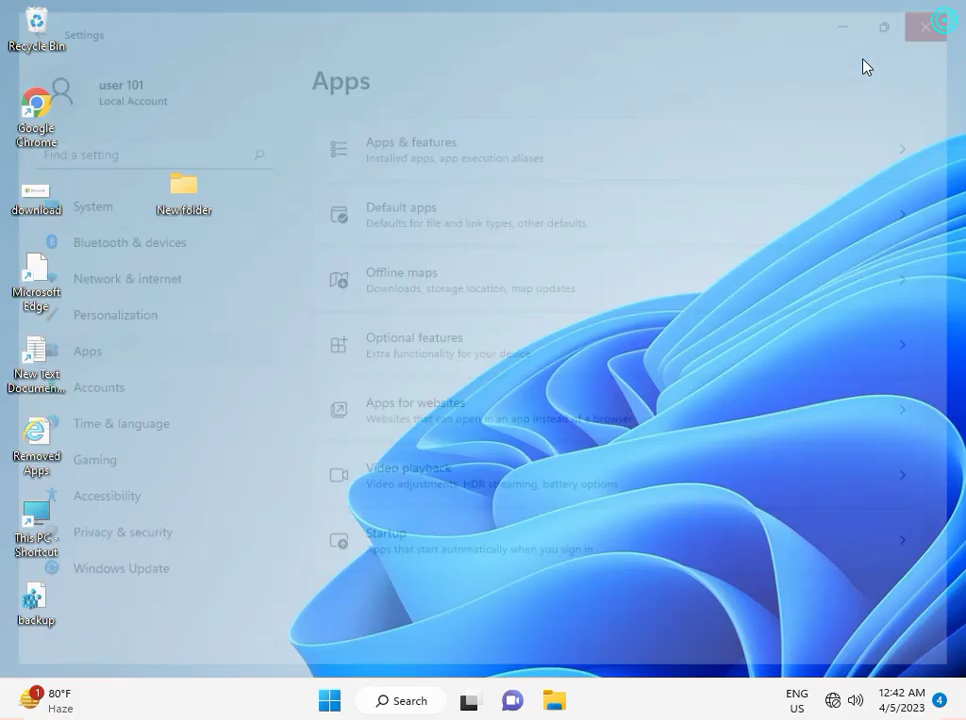 Recycle Bin
Settings
user 101
Local Account
Google
Chrome
Find a setting
download
New folder
System
Bluetooth & devices
Microsoft
Edge
Network & internet
Personalization
New Text
Documen...
Apps
Accounts
Time & language
Removed
Apps
Gaming
Accessibility
This PC -
Shortcut
Privacy & security
Windows Update
backup
Apps
Apps & features
Installed apps, app execution aliases
Default apps
Defaults for file and link types, other defaults
Offline maps
Downloads, storage location, map updates
Optional features
Extra functionality for your device
Apps for websites
Websites that can open in an app instead of a browser
Video playback
Video adjustments, HDR streaming, battery options
Startup
Apps that start automatically when you sign in
1
80°F
Haze
Search
ENG
US
12:42 AM
4/5/2023
4